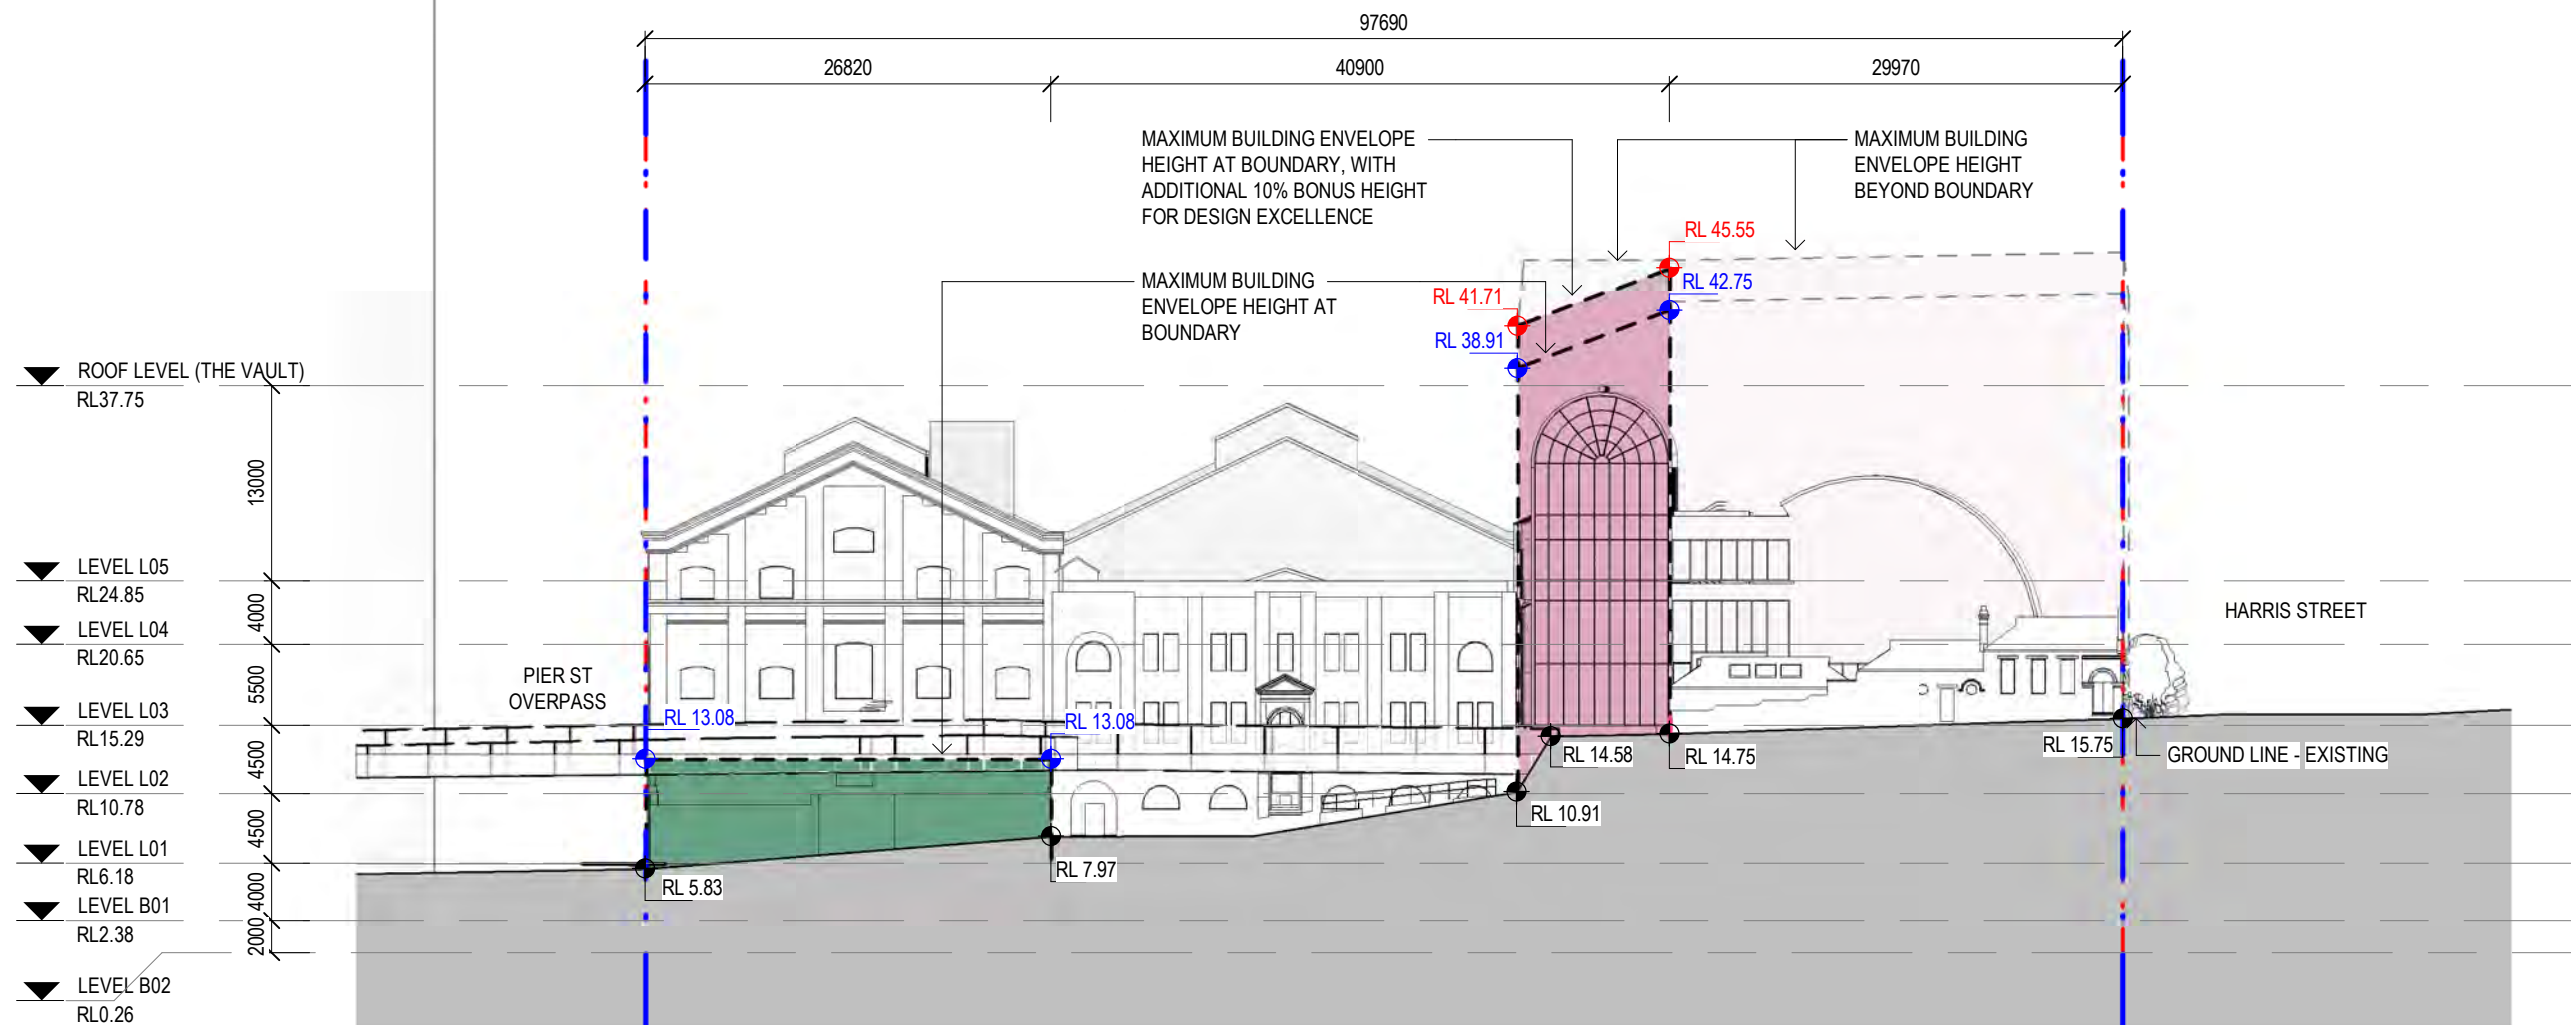 97690
26820
40900
29970
MAXIMUM BUILDING ENVELOPE
HEIGHT AT BOUNDARY, WITH
ADDITIONAL 10% BONUS HEIGHT
FOR DESIGN EXCELLENCE
MAXIMUM BUILDING
ENVELOPE HEIGHT
BEYOND BOUNDARY
RL 45.55
MAXIMUM BUILDING
ENVELOPE HEIGHT AT
BOUNDARY
RL 42.75
RL 41.71
RL 38.91
ROOF LEVEL (THE VAULT)
RL37.75
13000
LEVEL L05
RL24.85
4000
LEVEL L04
RL20.65
5500
LEVEL L03
RL15.29
4500
LEVEL L02
RL10.78
4500
LEVEL L01
RL6.18
4000
LEVEL B01
RL2.38
2000
LEVEL B02
RL0.26
PIER ST
OVERPASS
RL 13.08
RL 13.08
HARRIS STREET
RL 14.58
RL 14.75
RL 15.75
GROUND LINE - EXISTING
RL 10.91
RL 7.97
RL 5.83